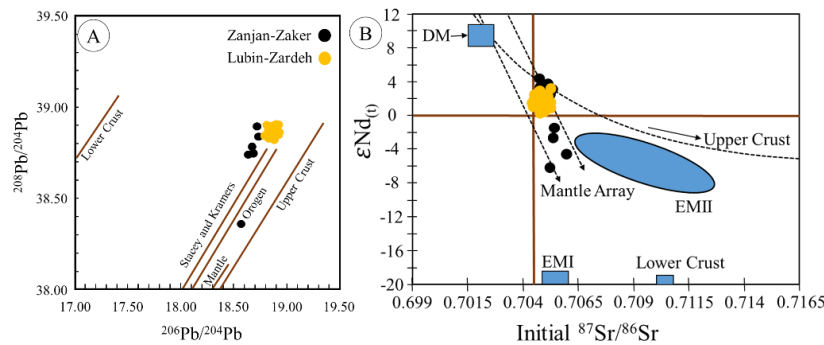 A
Zanjan-Zaker
Lubin-Zardeh
39.50
39.00
38.50
38.00
17.00
18.00
18.50
19.00
19.50
208Pb/204Pb
206Pb/204Pb
Lower Crust
Stacey and Kramers
Orogen
Mantle
Upper Crust
B
12
8
4
0
-4
-8
-12
-16
-20
0.699
0.7015
0.704
0.7065
0.709
0.7115
0.714
0.7165
εNd(t)
Initial 87Sr/86Sr
DM
Upper Crust
Mantle Array
EMII
EMI
Lower Crust